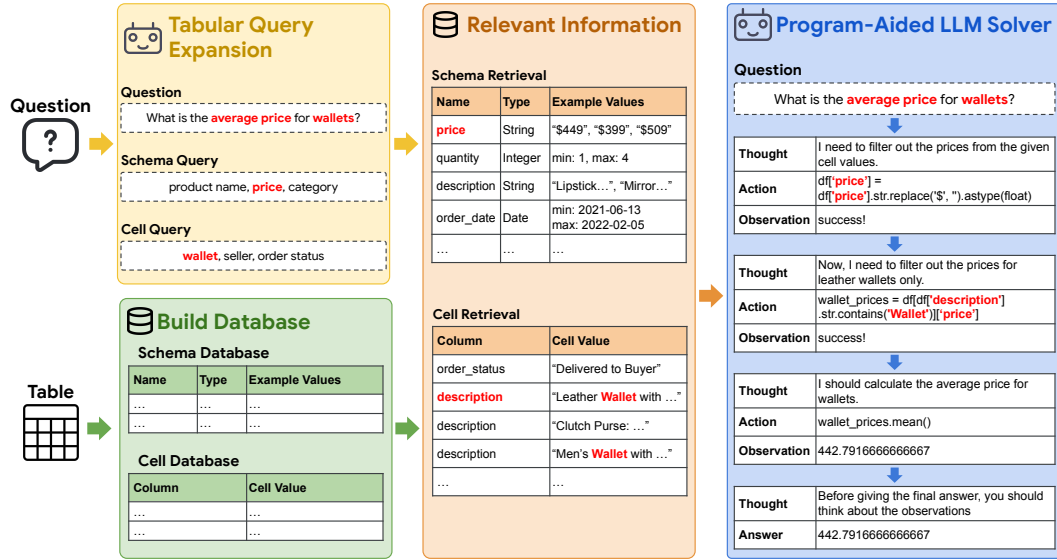 Question
Table
Tabular Query
Expansion
Question
What is the average price for wallets?
Schema Query
product name, price, category
Cell Query
wallet, seller, order status
Build Database
Schema Database
Name Type Example Values
… … …
… … …
Cell Database
Column Cell Value
… …
… …
Relevant Information
Schema Retrieval
Name Type Example Values
price String “$449”, “$399”, “$509”
quantity Integer min: 1, max: 4
description String “Lipstick…”, “Mirror…”
order_date Date min: 2021-06-13
max: 2022-02-05
… … …
Cell Retrieval
Column Cell Value
order_status “Delivered to Buyer”
description “Leather Wallet with …”
description “Clutch Purse: …”
description “Men’s Wallet with …”
… …
Program-Aided LLM Solver
Question
What is the average price for wallets?
Thought I need to filter out the prices from the given
cell values.
Action df[‘price’] =
df['price'].str.replace('$', '').astype(float)
Observation success!
Thought Now, I need to filter out the prices for
leather wallets only.
Action wallet_prices = df[df['description']
.str.contains('Wallet')][‘price’]
Observation success!
Thought I should calculate the average price for
wallets.
Action wallet_prices.mean()
Observation 442.7916666666667
Thought Before giving the final answer, you should
think about the observations
Answer 442.7916666666667